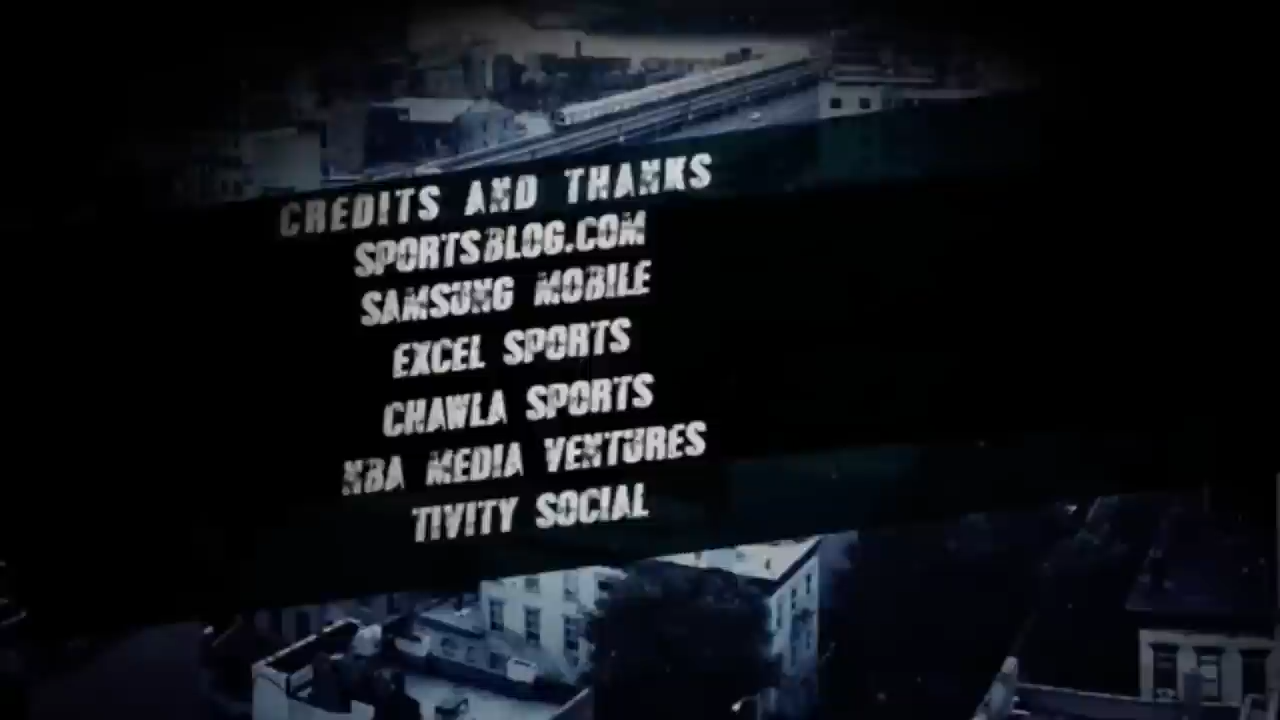 CREDITS AND THANKS
SPORTSBLOG.COM
SAMSUNG MOBILE
EXCEL SPORTS
CHAWLA SPORTS
NBA MEDIA VENTURES
TIVITY SOCIAL